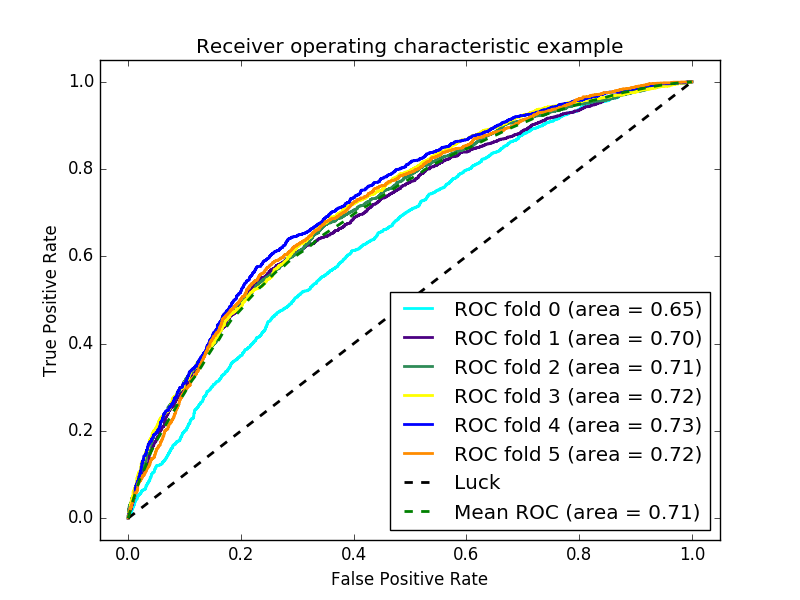 Receiver operating characteristic example
True Positive Rate
1.0
0.8
0.6
0.4
0.2
0.0
ROC fold 0 (area = 0.65)
ROC fold 1 (area = 0.70)
ROC fold 2 (area = 0.71)
ROC fold 3 (area = 0.72)
ROC fold 4 (area = 0.73)
ROC fold 5 (area = 0.72)
Luck
Mean ROC (area = 0.71)
0.0 0.2 0.4 0.6 0.8 1.0
False Positive Rate